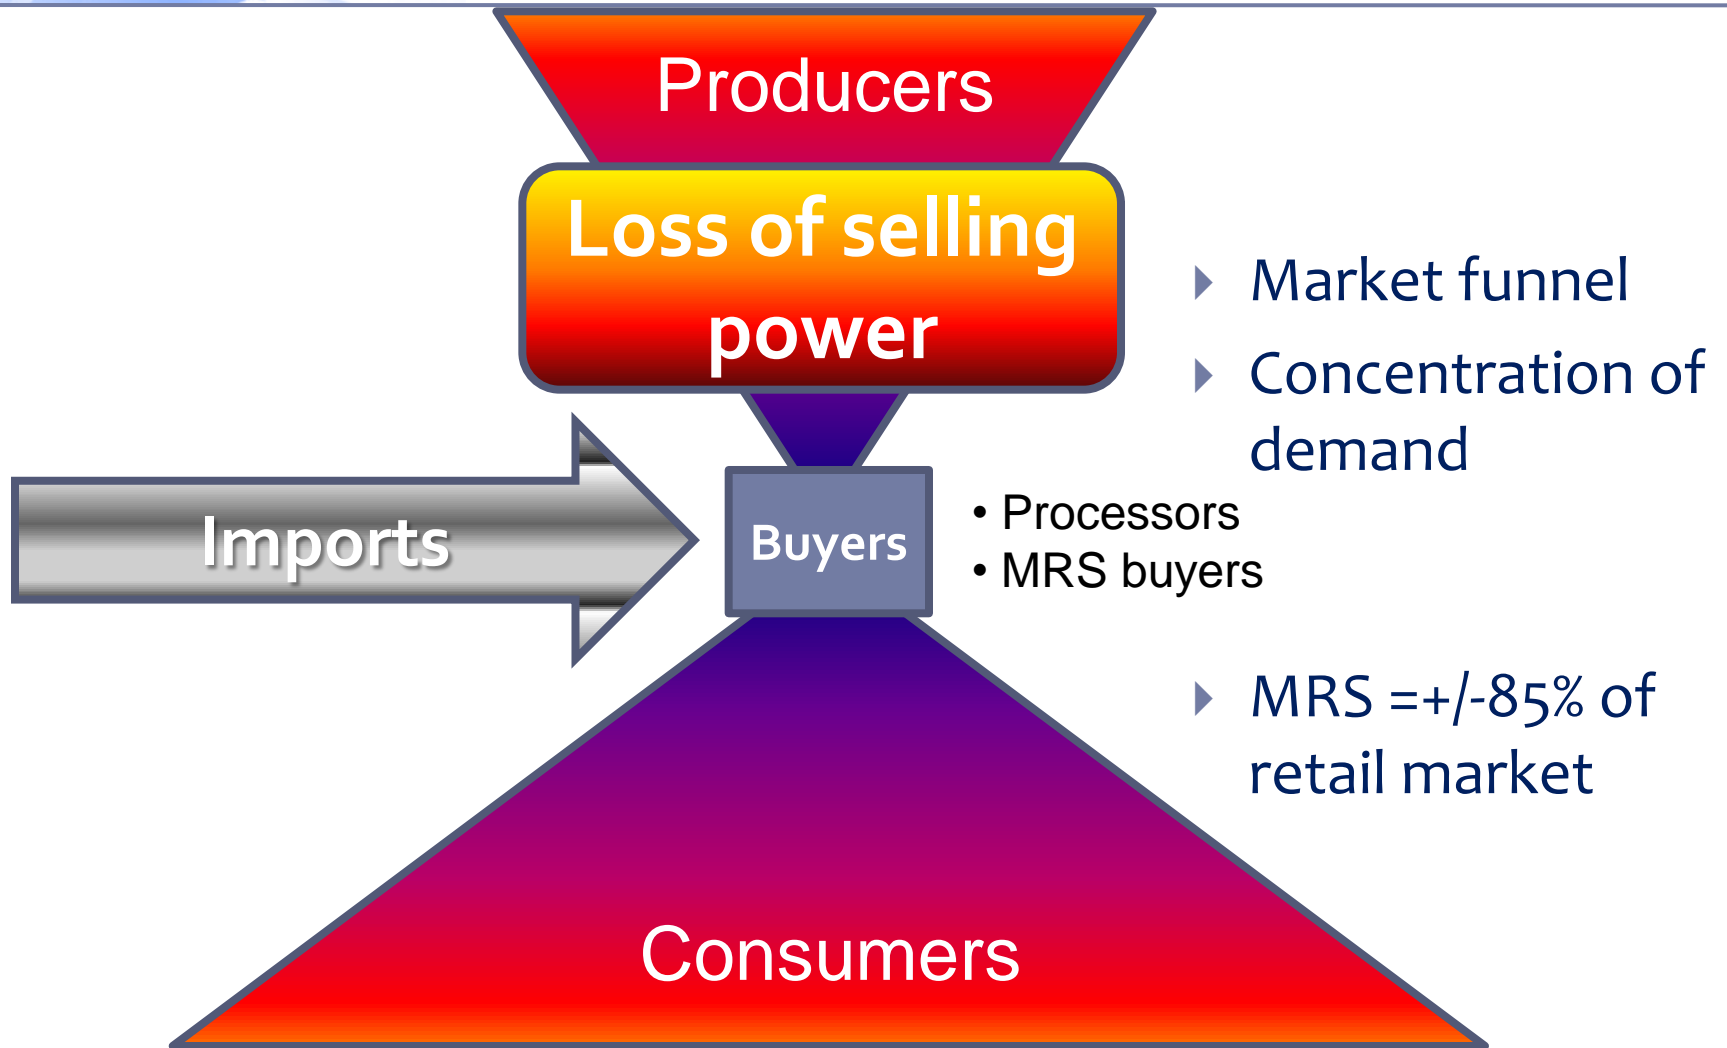 Producers
Loss of selling
power
Market funnel
Concentration of
demand
Imports
Buyers
• Processors
• MRS buyers
MRS =+/-85% of
retail market
Consumers